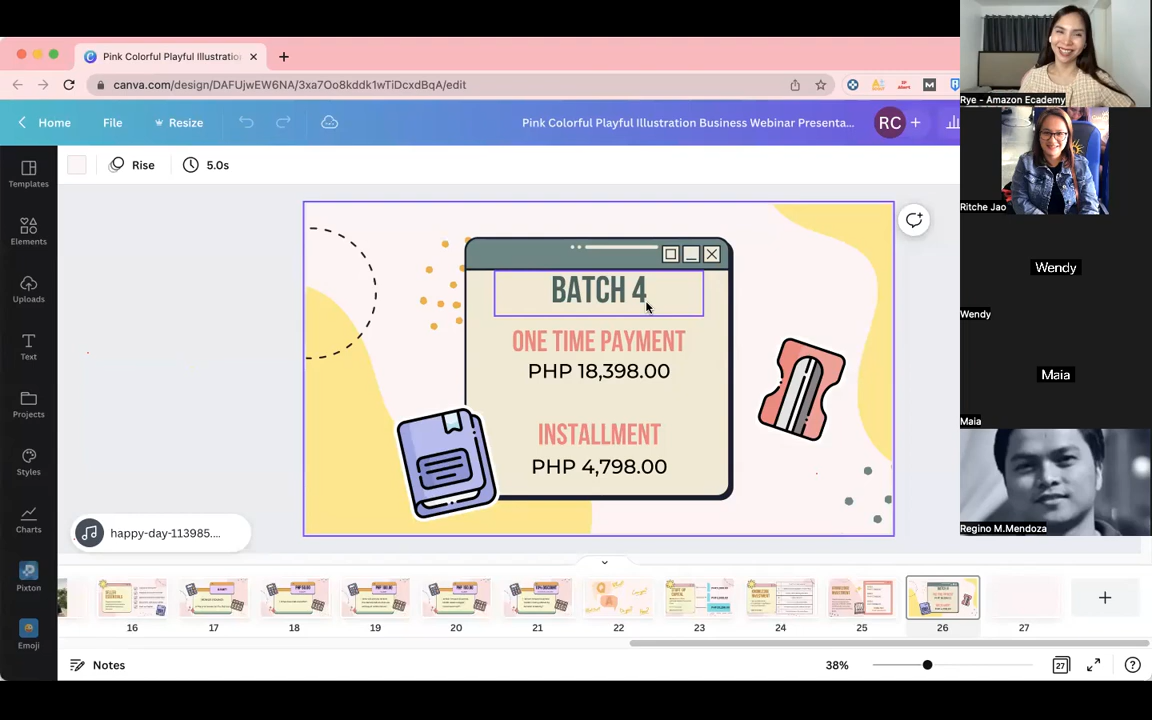 Pink Colorful Playful Illustratio
canva.com/design/DAFUjwEW6NA/3xa7Oo8kddk1wTiDcxdBqA/edit
Home
File
Resize
Pink Colorful Playful Illustration Business Webinar Presenta...
RC
Rise
5.0s
Templates
Elements
Uploads
Text
Projects
Styles
Charts
Pixton
Emoji
BATCH 4
ONE TIME PAYMENT
PHP 18,398.00
INSTALLMENT
PHP 4,798.00
happy-day-113985....
16
17
18
19
20
21
22
23
24
25
26
27
Notes
38%
27
Rye - Amazon Ecademy
Ritche Jao
Wendy
Wendy
Maia
Maia
Regino M.Mendoza